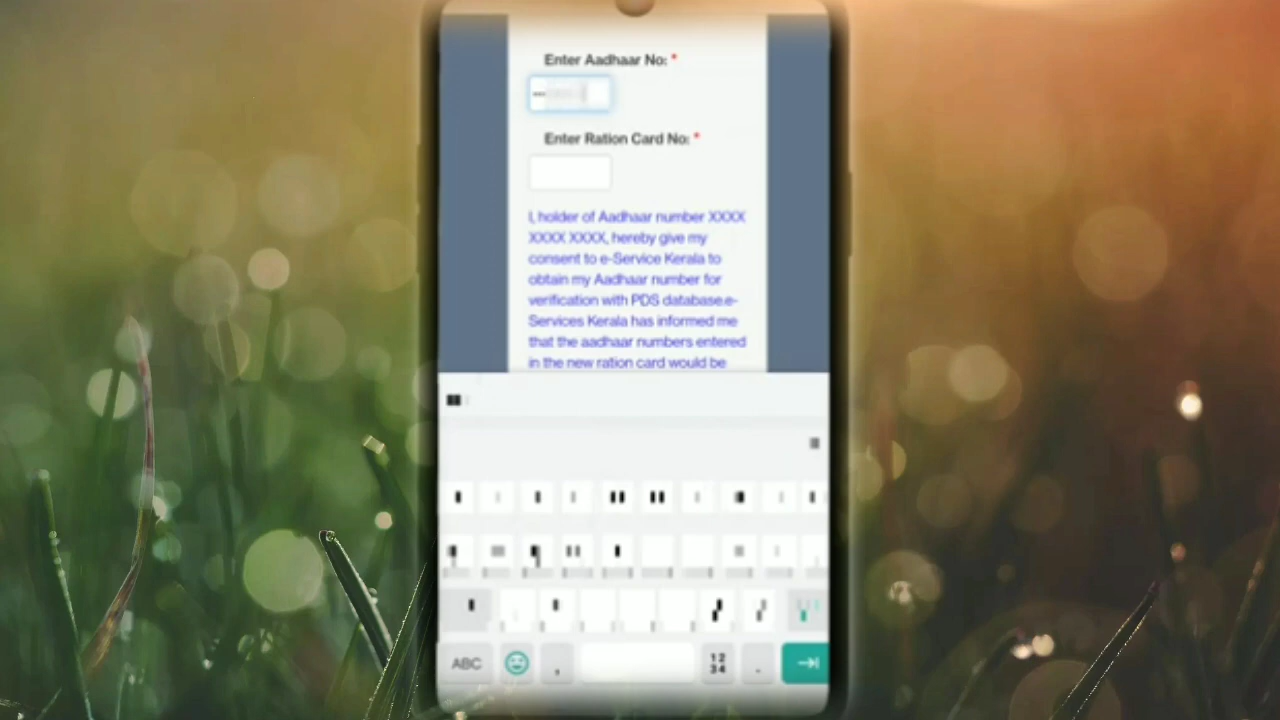 Enter Aadhaar No: *
Enter Ration Card No: *
I, holder of Aadhaar number XXXX
XXXX XXXX, hereby give my
consent to e-Service Kerala to
obtain my Aadhaar number for
verification with PDS database.e-
Services Kerala has informed me
that the aadhaar numbers entered
in the new ration card would be
ABC , 12 .
34